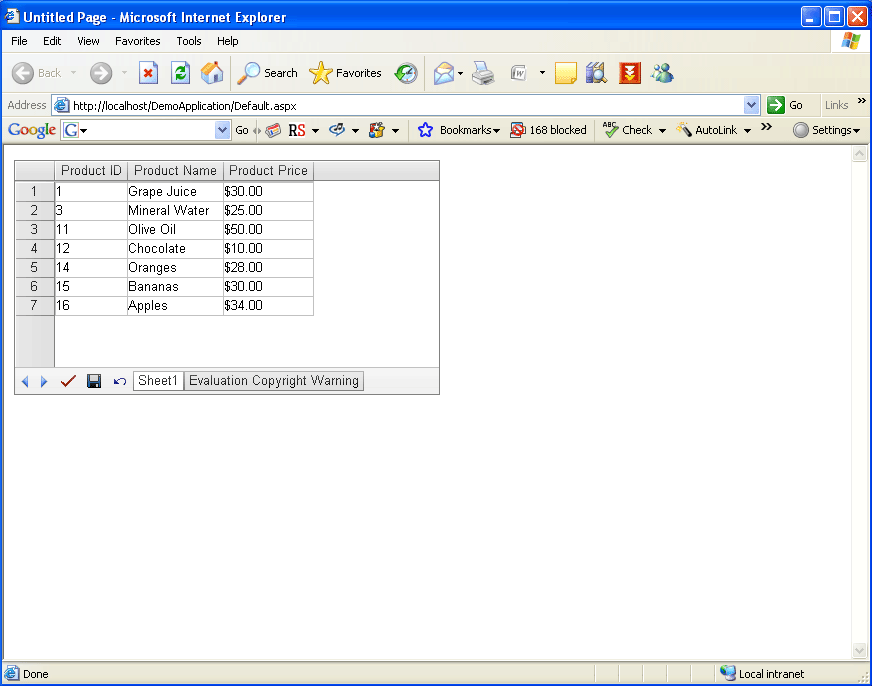 Untitled Page - Microsoft Internet Explorer
File Edit View Favorites Tools Help
Back Search Favorites W
Address http://localhost/DemoApplication/Default.aspx Go Links »
Google G Go RS Bookmarks 168 blocked ABC Check AutoLink » Settings
Product ID Product Name Product Price
1 1 Grape Juice $30.00
2 3 Mineral Water $25.00
3 11 Olive Oil $50.00
4 12 Chocolate $10.00
5 14 Oranges $28.00
6 15 Bananas $30.00
7 16 Apples $34.00
Sheet1 Evaluation Copyright Warning
Done Local intranet